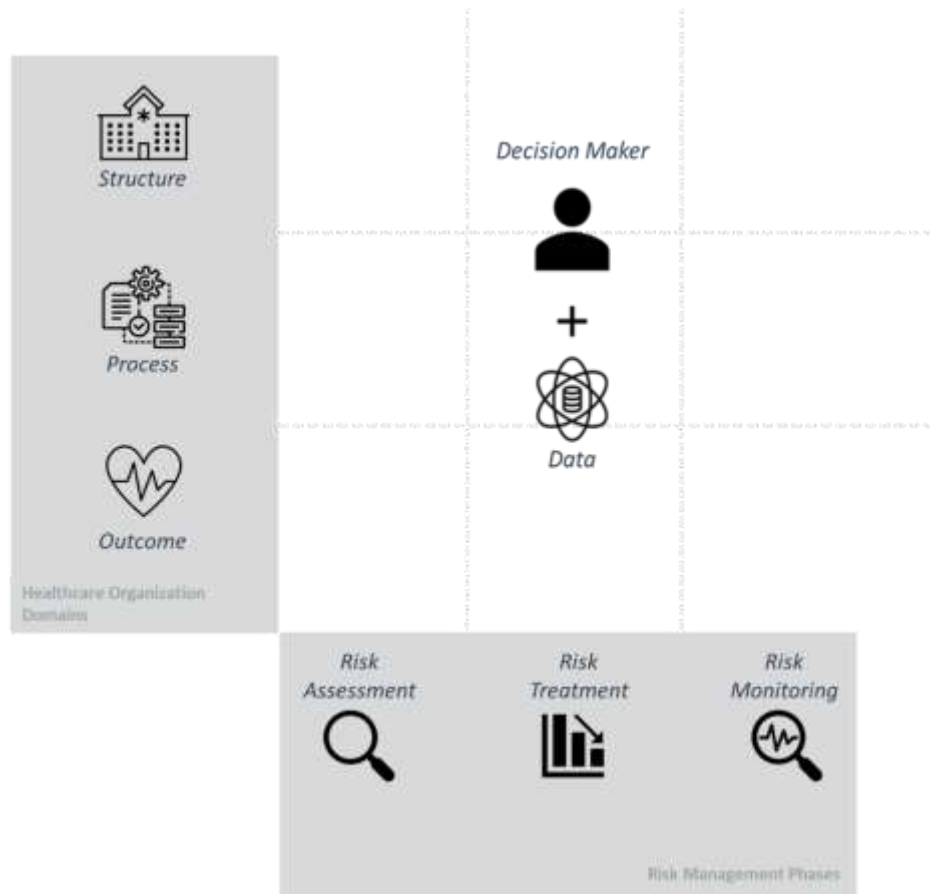 Structure
Decision Maker
Process
Data
Outcome
Healthcare Organization
Domains
Risk
Assessment
Risk
Treatment
Risk
Monitoring
Risk Management Phases